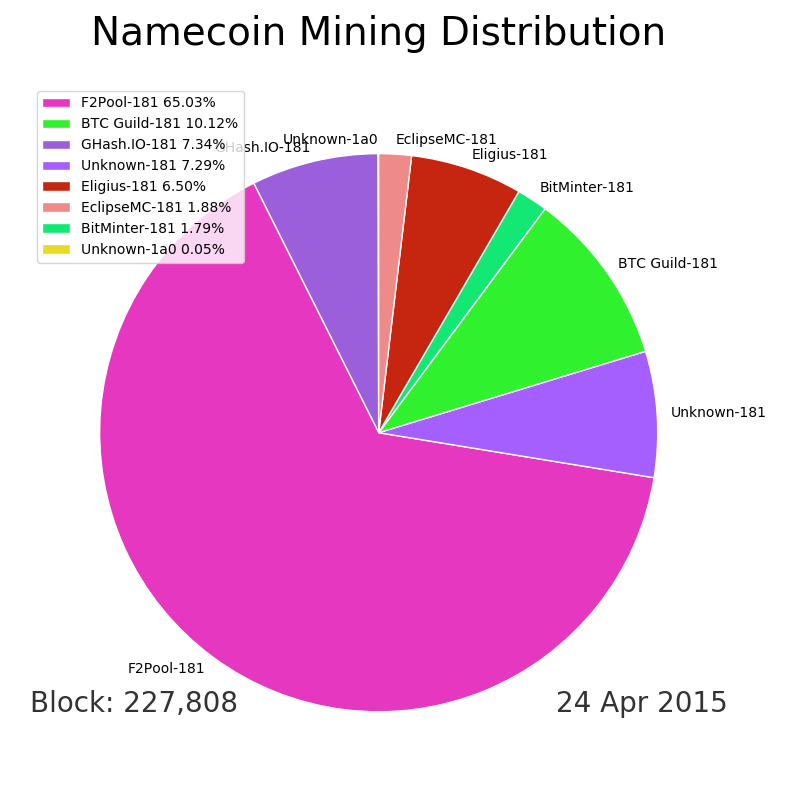 Namecoin Mining Distribution
F2Pool-181 65.03%
BTC Guild-181 10.12%
GHash.IO-181 7.34%
Unknown-181 7.29%
Eligius-181 6.50%
EclipseMC-181 1.88%
BitMinter-181 1.79%
Unknown-1a0 0.05%
GHash.IO-181
Unknown-1a0
EclipseMC-181
Eligius-181
BitMinter-181
BTC Guild-181
Unknown-181
F2Pool-181
Block: 227,808
24 Apr 2015